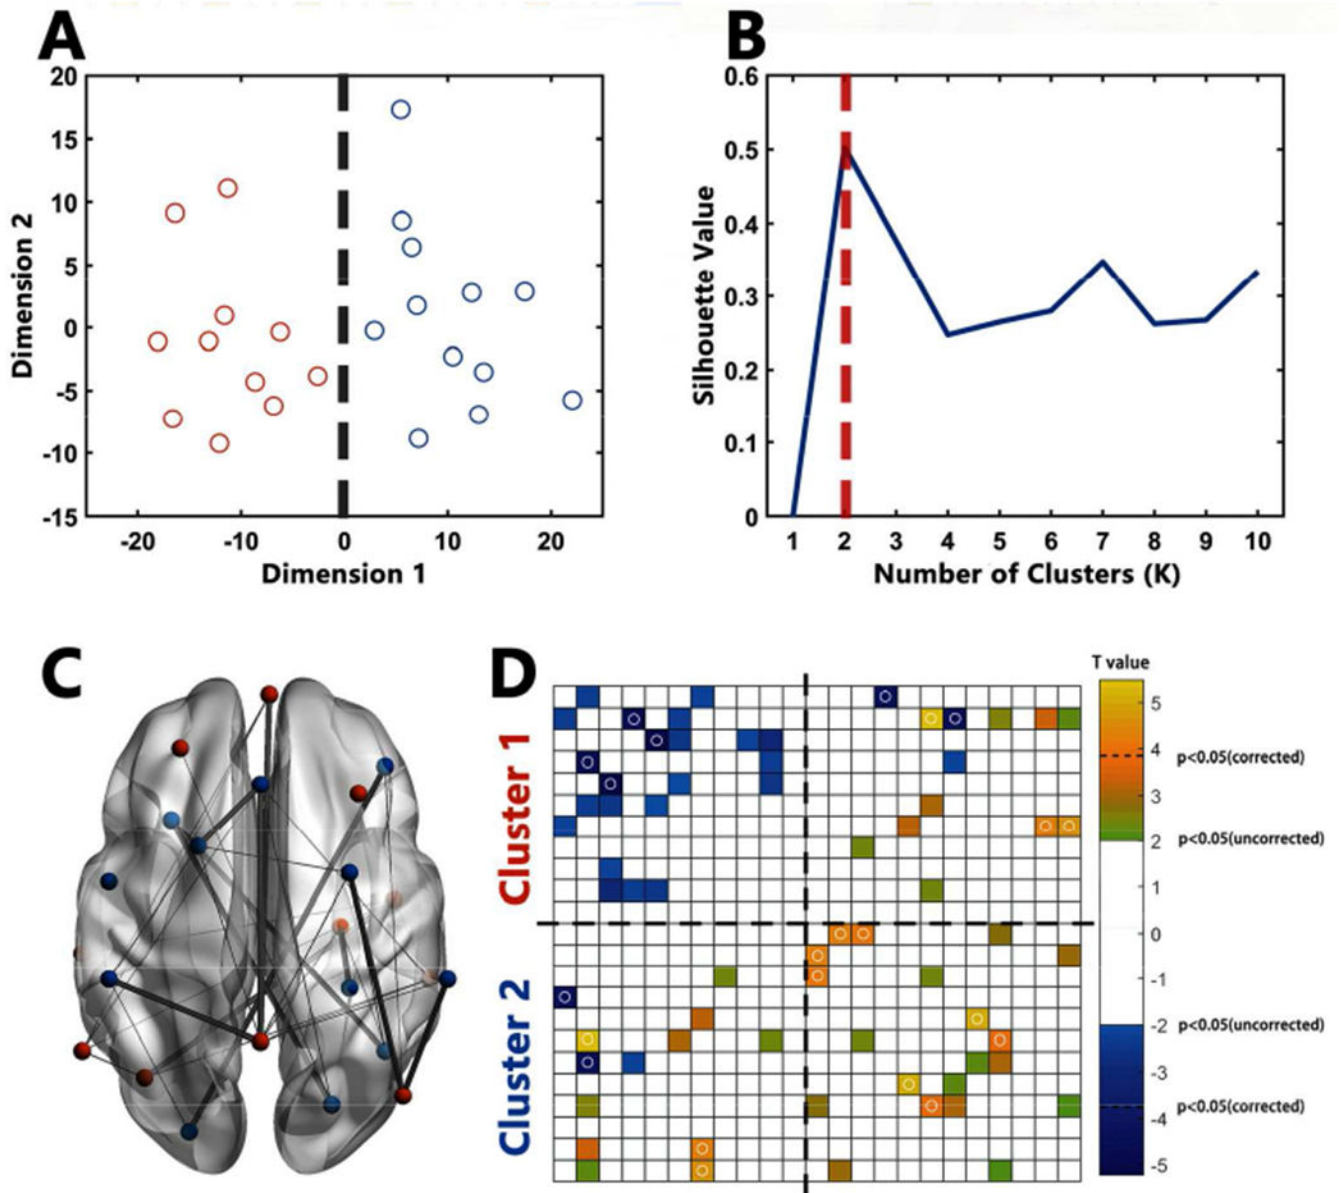 A
20
15
10
5
0
-5
-10
-15
-20
-10
0
10
20
Dimension 2
Dimension 1
B
0.6
0.5
0.4
0.3
0.2
0.1
0
1
2
3
4
5
6
7
8
9
10
Silhouette Value
Number of Clusters (K)
C
D
Cluster 1
Cluster 2
T value
5
4
3
2
1
0
-1
-2
-3
-4
-5
p<0.05(corrected)
p<0.05(uncorrected)
p<0.05(uncorrected)
p<0.05(corrected)